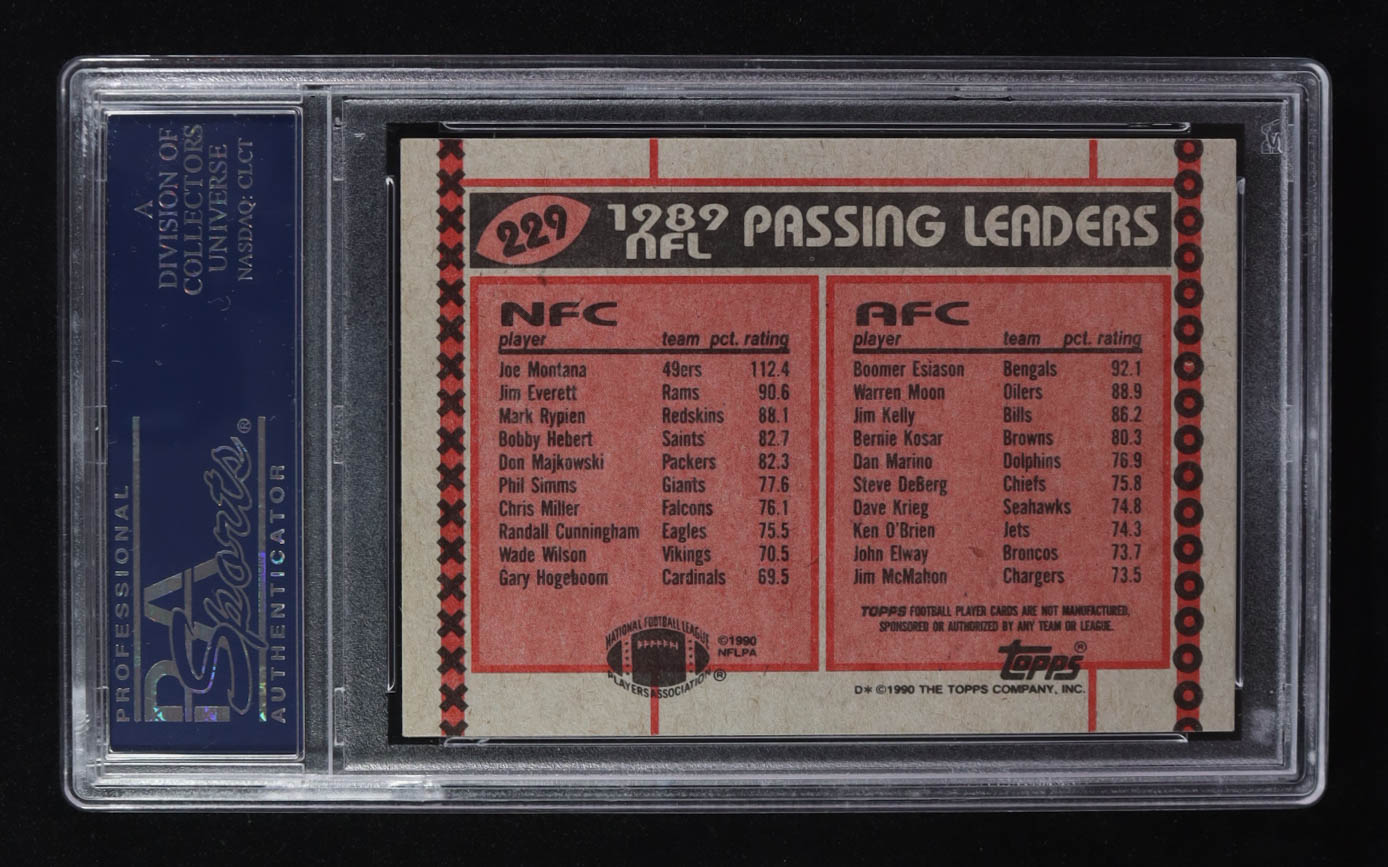 A
DIVISION OF
COLLECTORS
UNIVERSE
NASDAQ: CLCT
PROFESSIONAL
PSA
Sports®
AUTHENTICATOR
229
1989
NFL
PASSING LEADERS
NFC
player team pct. rating
Joe Montana 49ers 112.4
Jim Everett Rams 90.6
Mark Rypien Redskins 88.1
Bobby Hebert Saints 82.7
Don Majkowski Packers 82.3
Phil Simms Giants 77.6
Chris Miller Falcons 76.1
Randall Cunningham Eagles 75.5
Wade Wilson Vikings 70.5
Gary Hogeboom Cardinals 69.5
NATIONAL FOOTBALL LEAGUE
PLAYERS ASSOCIATION ®
©1990
NFLPA
AFC
player team pct. rating
Boomer Esiason Bengals 92.1
Warren Moon Oilers 88.9
Jim Kelly Bills 86.2
Bernie Kosar Browns 80.3
Dan Marino Dolphins 76.9
Steve DeBerg Chiefs 75.8
Dave Krieg Seahawks 74.8
Ken O'Brien Jets 74.3
John Elway Broncos 73.7
Jim McMahon Chargers 73.5
TOPPS FOOTBALL PLAYER CARDS ARE NOT MANUFACTURED,
SPONSORED OR AUTHORIZED BY ANY TEAM OR LEAGUE.
topps®
D* ©1990 THE TOPPS COMPANY, INC.